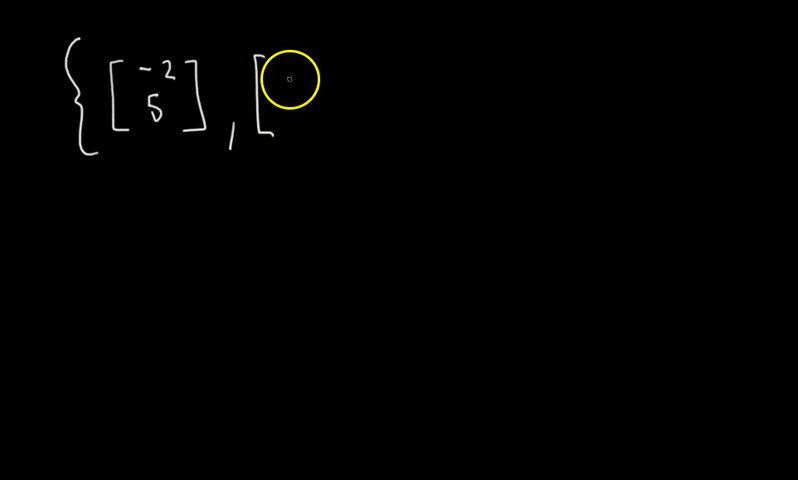 { [ -2
5 ] , [